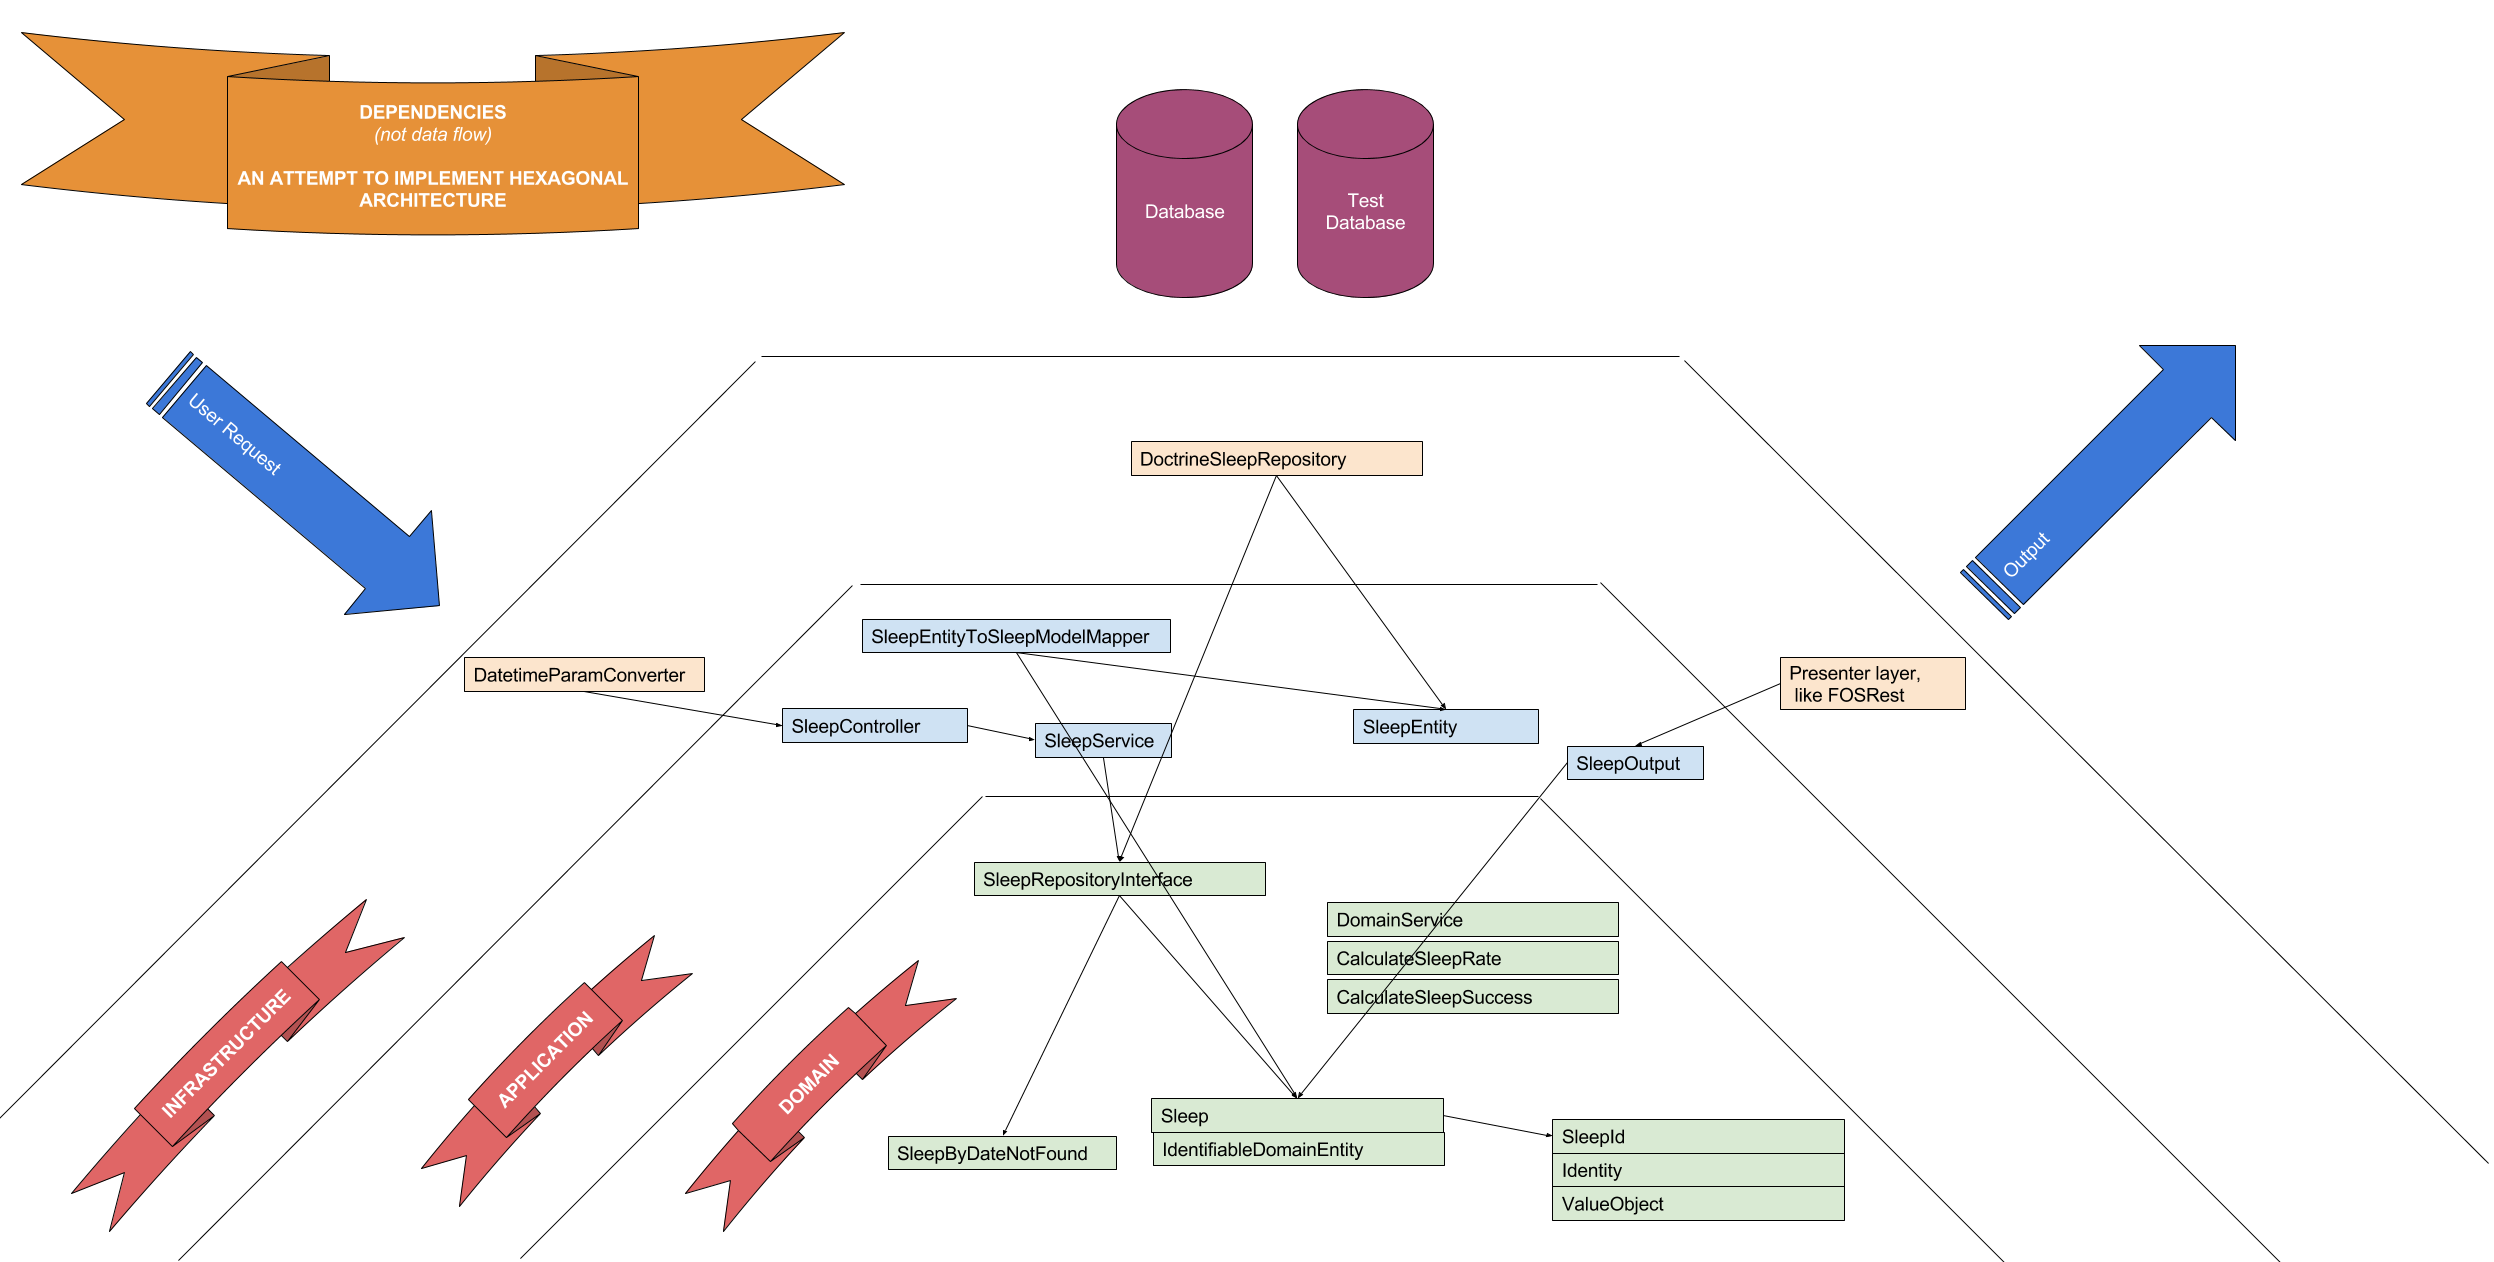 DEPENDENCIES
(not data flow)
AN ATTEMPT TO IMPLEMENT HEXAGONAL
ARCHITECTURE
Database
Test
Database
User Request
Output
DoctrineSleepRepository
SleepEntityToSleepModelMapper
DatetimeParamConverter
Presenter layer,
like FOSRest
SleepController
SleepService
SleepEntity
SleepOutput
SleepRepositoryInterface
DomainService
CalculateSleepRate
CalculateSleepSuccess
INFRASTRUCTURE
APPLICATION
DOMAIN
Sleep
IdentifiableDomainEntity
SleepByDateNotFound
SleepId
Identity
ValueObject